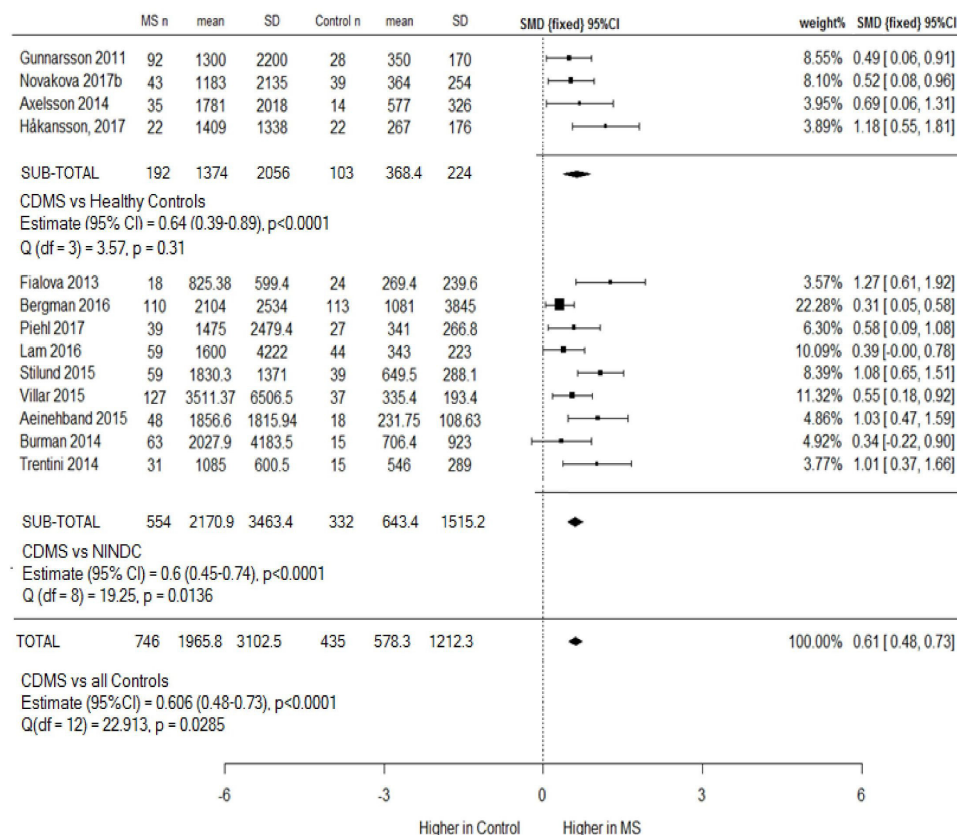 MS n mean SD Control n mean SD SMD {fixed} 95%CI weight% SMD {fixed} 95%CI
Gunnarsson 2011 92 1300 2200 28 350 170 8.55% 0.49 [ 0.06, 0.91]
Novakova 2017b 43 1183 2135 39 364 254 8.10% 0.52 [ 0.08, 0.96]
Axelsson 2014 35 1781 2018 14 577 326 3.95% 0.69 [ 0.06, 1.31]
Håkansson, 2017 22 1409 1338 22 267 176 3.89% 1.18 [ 0.55, 1.81]
SUB-TOTAL 192 1374 2056 103 368.4 224
CDMS vs Healthy Controls
Estimate (95% CI) = 0.64 (0.39-0.89), p<0.0001
Q (df = 3) = 3.57, p = 0.31
Fialova 2013 18 825.38 599.4 24 269.4 239.6 3.57% 1.27 [ 0.61, 1.92]
Bergman 2016 110 2104 2534 113 1081 3845 22.28% 0.31 [ 0.05, 0.58]
Piehl 2017 39 1475 2479.4 27 341 266.8 6.30% 0.58 [ 0.09, 1.08]
Lam 2016 59 1600 4222 44 343 223 10.09% 0.39 [-0.00, 0.78]
Stilund 2015 59 1830.3 1371 39 649.5 288.1 8.39% 1.08 [ 0.65, 1.51]
Villar 2015 127 3511.37 6506.5 37 335.4 193.4 11.32% 0.55 [ 0.18, 0.92]
Aeinehband 2015 48 1856.6 1815.94 18 231.75 108.63 4.86% 1.03 [ 0.47, 1.59]
Burman 2014 63 2027.9 4183.5 15 706.4 923 4.92% 0.34 [-0.22, 0.90]
Trentini 2014 31 1085 600.5 15 546 289 3.77% 1.01 [ 0.37, 1.66]
SUB-TOTAL 554 2170.9 3463.4 332 643.4 1515.2
CDMS vs NINDC
Estimate (95% CI) = 0.6 (0.45-0.74), p<0.0001
Q (df = 8) = 19.25, p = 0.0136
TOTAL 746 1965.8 3102.5 435 578.3 1212.3 100.00% 0.61 [ 0.48, 0.73]
CDMS vs all Controls
Estimate (95%CI) = 0.606 (0.48-0.73), p<0.0001
Q(df = 12) = 22.913, p = 0.0285
-6 -3 0 3 6
Higher in Control Higher in MS